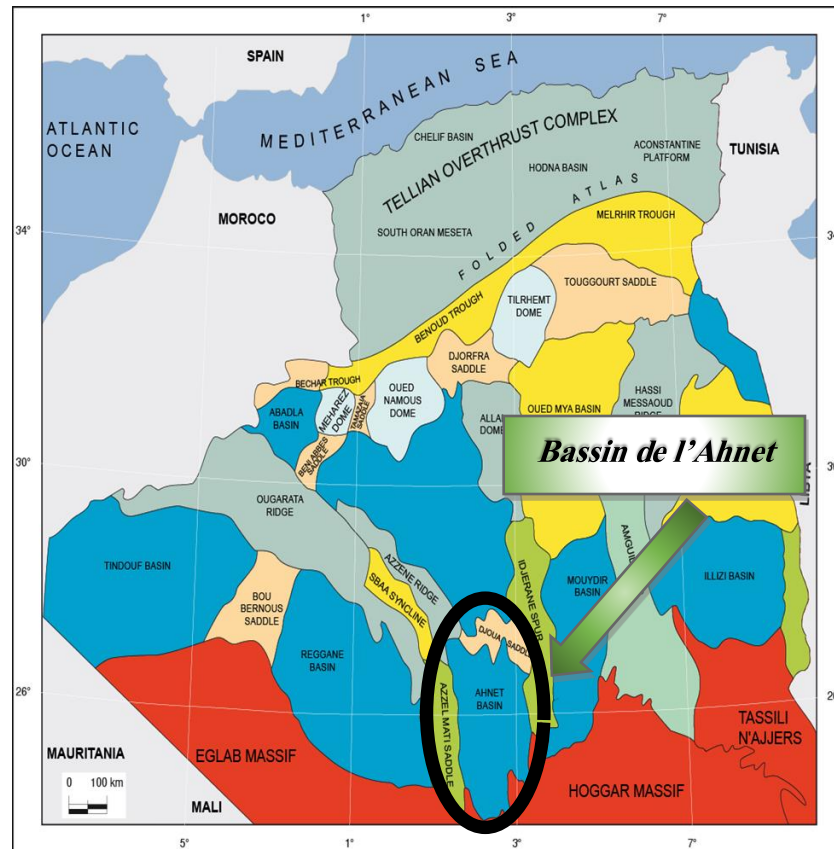 1°
3°
7°
SPAIN
MEDITERRANEAN SEA
ATLANTIC
OCEAN
CHELIF BASIN
TELLIAN OVERTHRUST COMPLEX
ACONSTANTINE
PLATFORM
HODNA BASIN
TUNISIA
MOROCO
34°
SOUTH ORAN MESETA
FOLDED ATLAS
MELRHIR TROUGH
TOUGGOURT SADDLE
TILRHEMT
DOME
BENOUD TROUGH
DJORFRA
SADDLE
BECHAR TROUGH
ABADLA
BASIN
MEHAREZ
DOME
SADDLE
OUED
NAMOUS
DOME
OUED MYA BASIN
HASSI
MESSAOUD
BENI ABBES
SADDLE
Bassin de l'Ahnet
30°
OUGARATA
RIDGE
TINDOUF BASIN
AZZENE RIDGE
SBAA SYNCLINE
IDJERANE SPUR
MOUYDIR
BASIN
ILLIZI BASIN
BOU
BERNOUS
SADDLE
REGGANE
BASIN
26°
AHNET
BASIN
AZZEL MATI SADDLE
TASSILI
N'AJJERS
MAURITANIA
EGLAB MASSIF
HOGGAR MASSIF
0 100 km
MALI
5°
1°
3°
7°